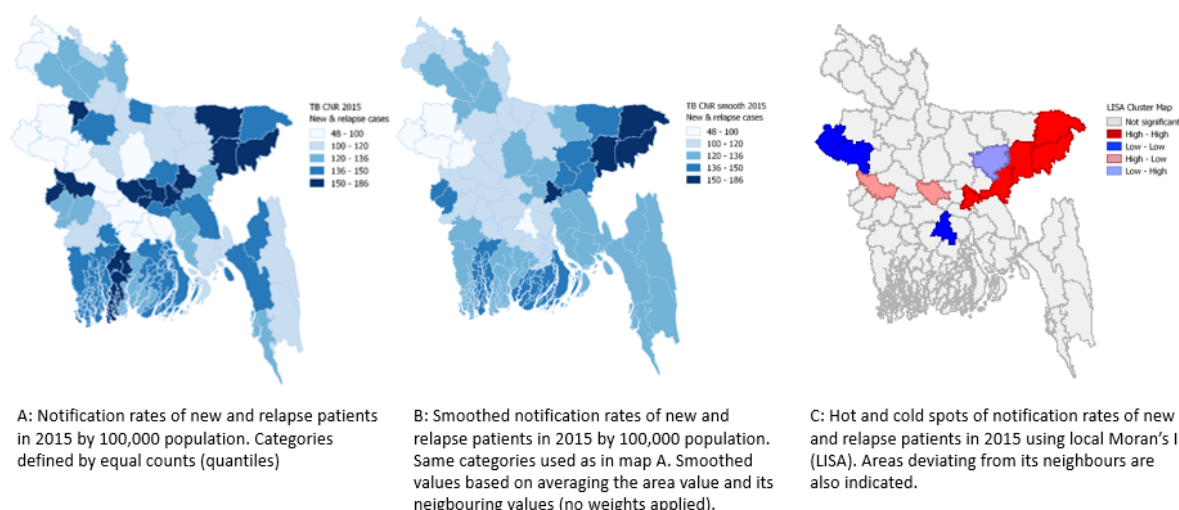 TB CNR 2015
New & relapse cases
48 - 100
100 - 120
120 - 136
136 - 150
150 - 186
TB CNR smooth 2015
New & relapse cases
48 - 100
100 - 120
120 - 136
136 - 150
150 - 186
LISA Cluster Map
Not significant
High - High
Low - Low
High - Low
Low - High
A: Notification rates of new and relapse patients
in 2015 by 100,000 population. Categories
defined by equal counts (quantiles)
B: Smoothed notification rates of new and
relapse patients in 2015 by 100,000 population.
Same categories used as in map A. Smoothed
values based on averaging the area value and its
neigbouring values (no weights applied).
C: Hot and cold spots of notification rates of new
and relapse patients in 2015 using local Moran's I
(LISA). Areas deviating from its neighbours are
also indicated.